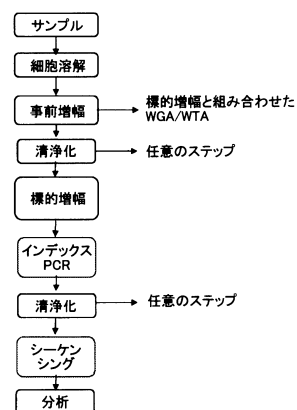 サンプル
細胞溶解
事前増幅
標的増幅と組み合わせた
WGA/WTA
清浄化
任意のステップ
標的増幅
インデックス
PCR
清浄化
任意のステップ
シーケン
シング
分析